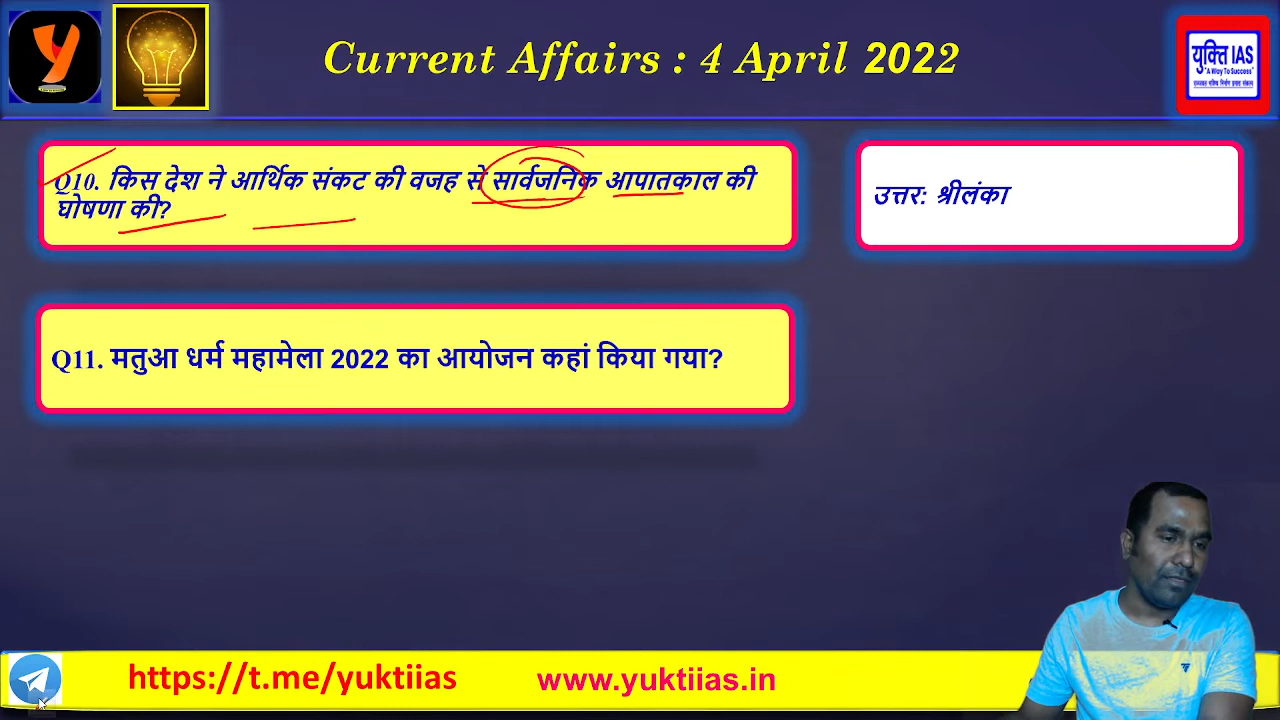 Current Affairs : 4 April 2022
युक्ति IAS
"A Way To Success"
Q10. किस देश ने आर्थिक संकट की वजह से सार्वजनिक आपातकाल की
घोषणा की?
उत्तर: श्रीलंका
Q11. मतुआ धर्म महामेला 2022 का आयोजन कहां किया गया?
https://t.me/yuktiias
www.yuktiias.in